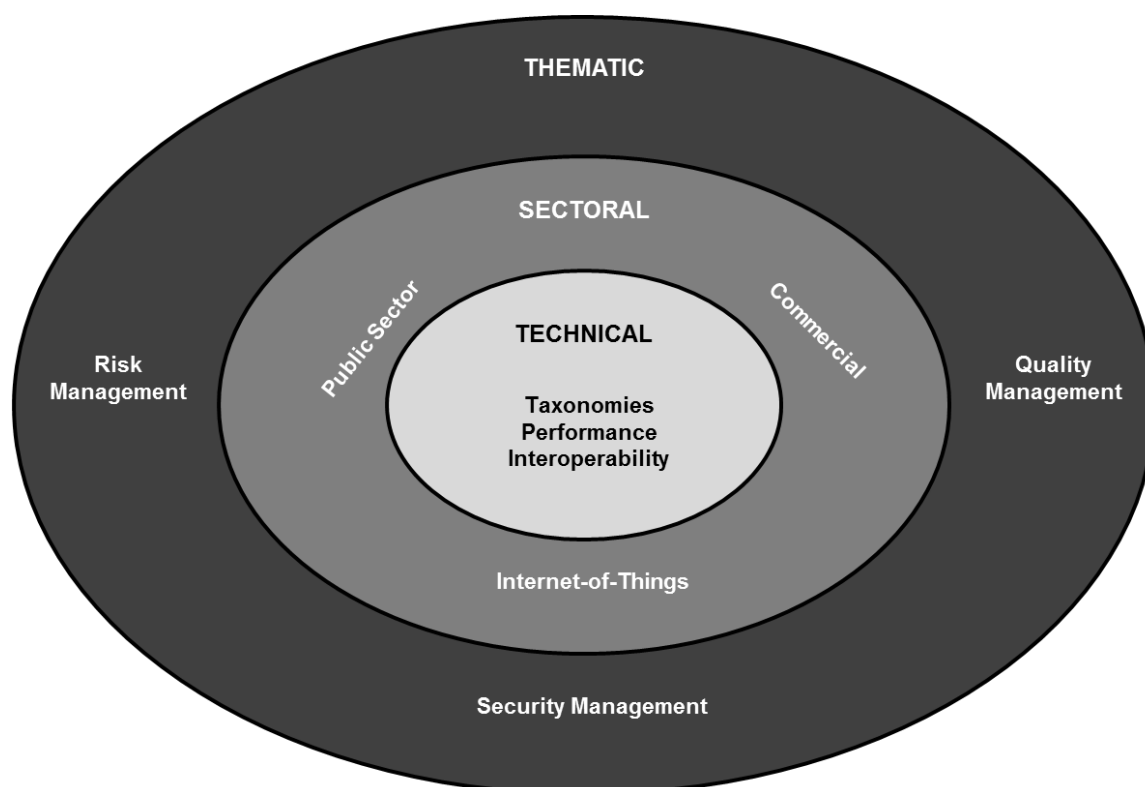 THEMATIC
SECTORAL
Public Sector
Commercial
TECHNICAL
Risk
Management
Quality
Management
Taxonomies
Performance
Interoperability
Internet-of-Things
Security Management